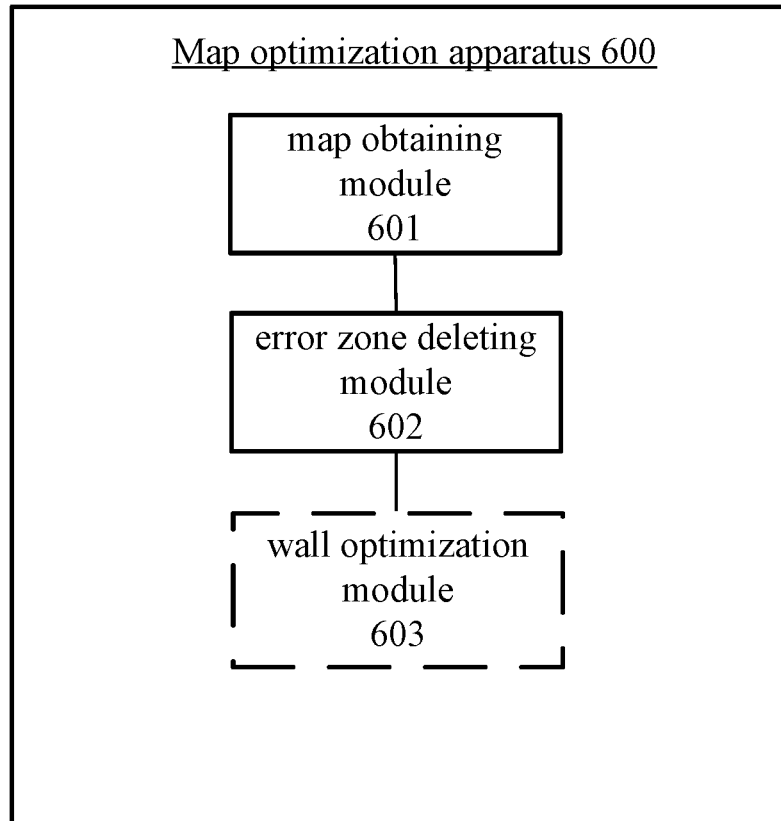 Map optimization apparatus 600
map obtaining
module
601
error zone deleting
module
602
wall optimization
module
603